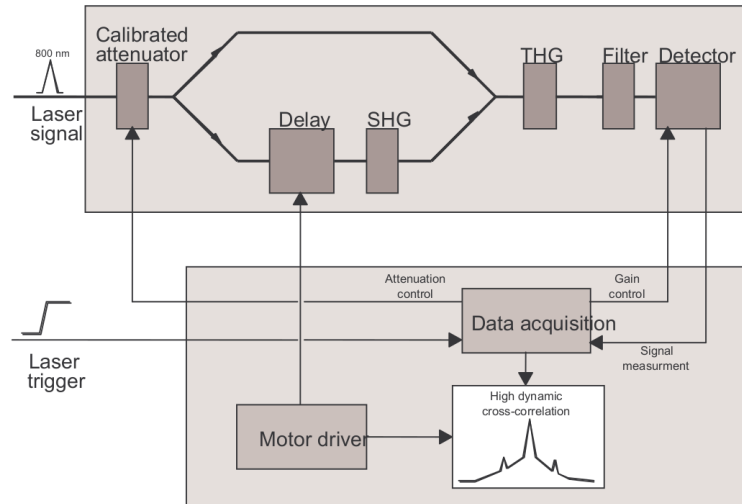 Calibrated
attenuator
800 nm
Laser
signal
THG
Filter
Detector
Delay
SHG
Attenuation
control
Gain
control
Data acquisition
Laser
trigger
Signal
measurment
High dynamic
cross-correlation
Motor driver